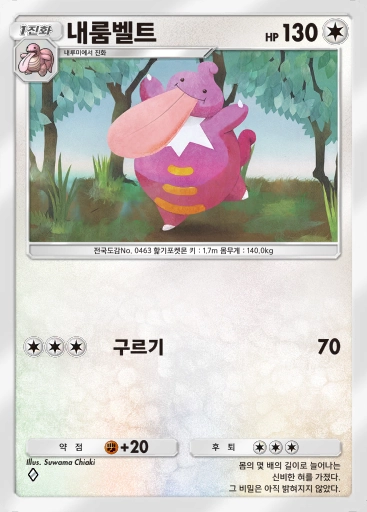 1진화
내룸벨트
HP 130
내루미에서 진화
전국도감No. 0463 핥기포켓몬 키 : 1.7m 몸무게 : 140.0kg
구르기 70
약점 +20 후퇴
Illus. Suwama Chiaki
몸의 몇 배의 길이로 늘어나는
신비한 혀를 가졌다.
그 비밀은 아직 밝혀지지 않았다.